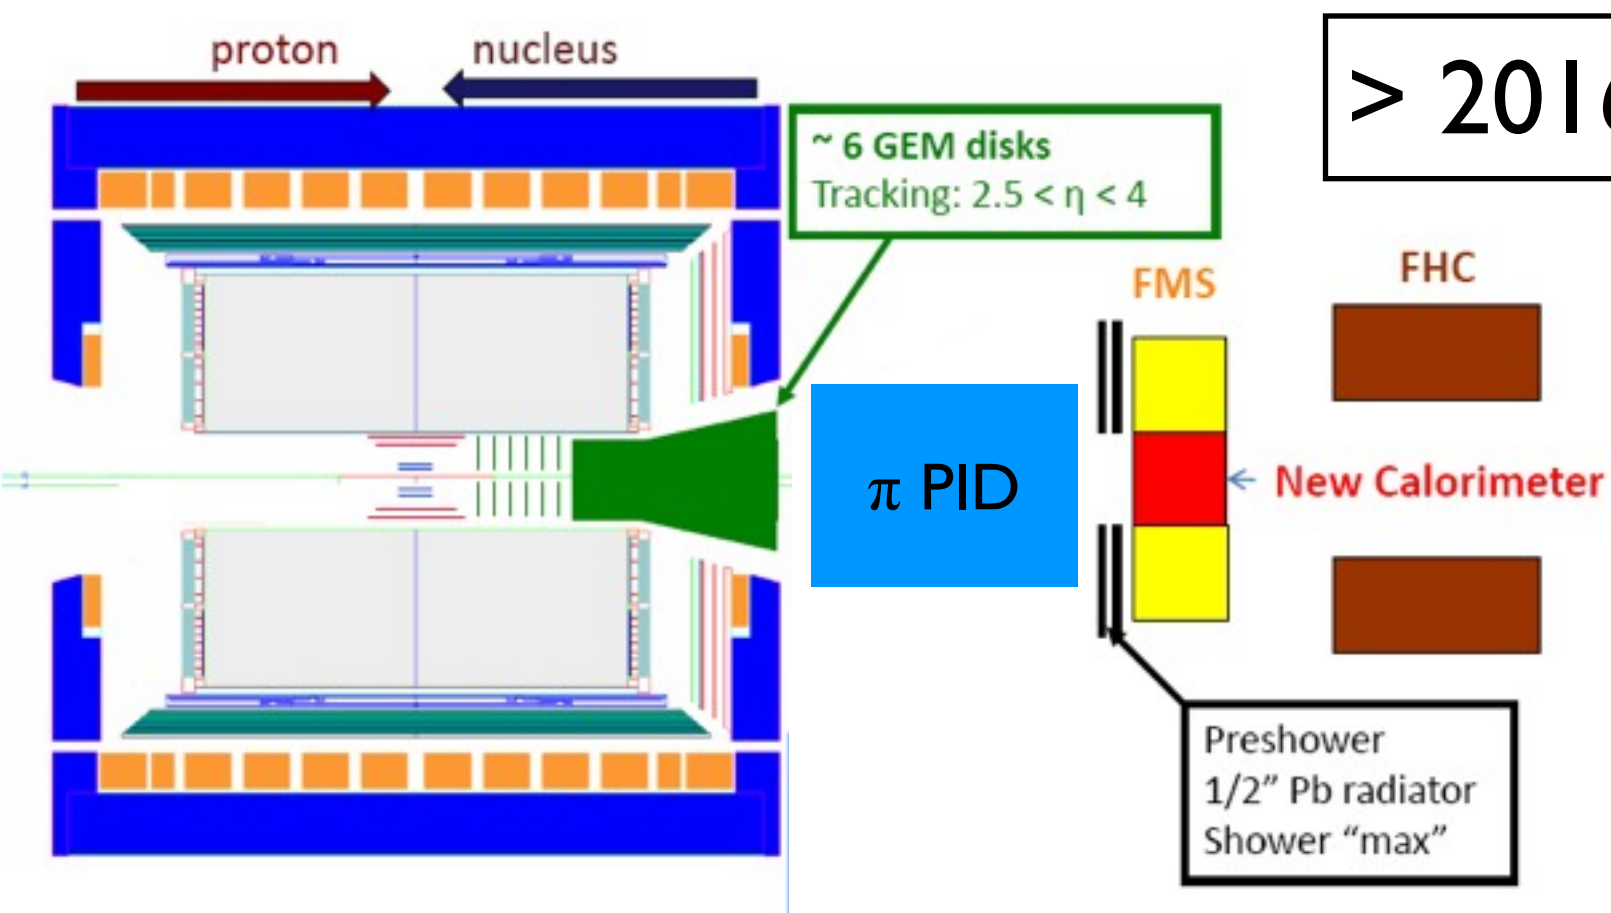 proton
nucleus
> 201
~ 6 GEM disks
Tracking: 2.5 < η < 4
FMS
FHC
π PID
New Calorimeter
Preshower
1/2” Pb radiator
Shower “max”